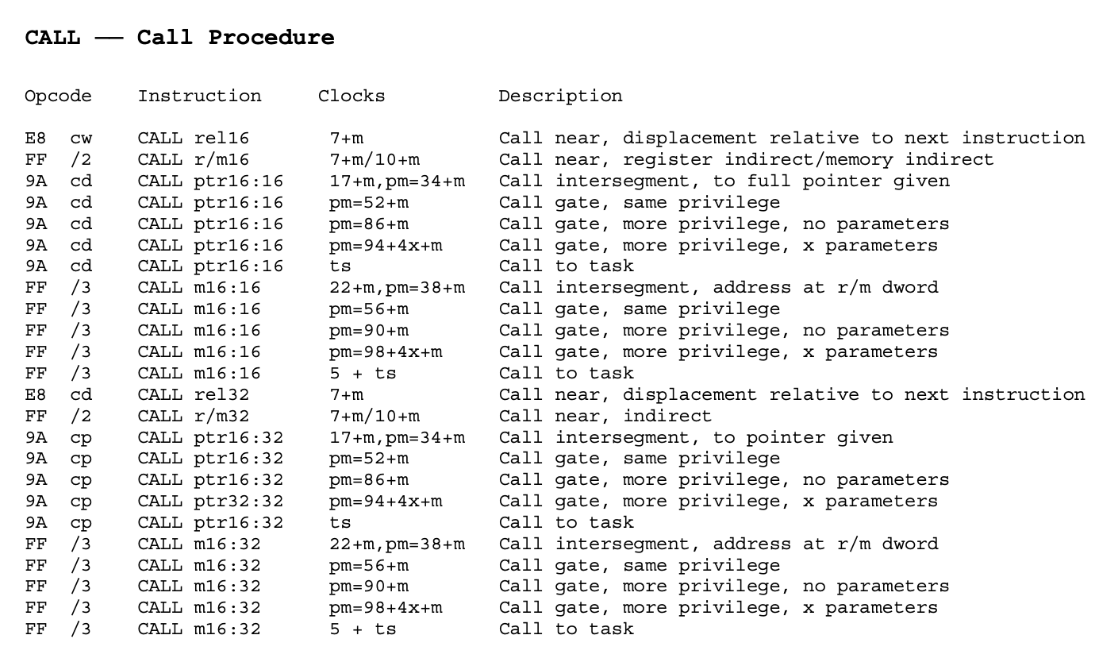 CALL — Call Procedure
Opcode Instruction Clocks Description
E8 cw CALL rel16 7+m Call near, displacement relative to next instruction
FF /2 CALL r/m16 7+m/10+m Call near, register indirect/memory indirect
9A cd CALL ptr16:16 17+m,pm=34+m Call intersegment, to full pointer given
9A cd CALL ptr16:16 pm=52+m Call gate, same privilege
9A cd CALL ptr16:16 pm=86+m Call gate, more privilege, no parameters
9A cd CALL ptr16:16 pm=94+4x+m Call gate, more privilege, x parameters
9A cd CALL ptr16:16 ts Call to task
FF /3 CALL m16:16 22+m,pm=38+m Call intersegment, address at r/m dword
FF /3 CALL m16:16 pm=56+m Call gate, same privilege
FF /3 CALL m16:16 pm=90+m Call gate, more privilege, no parameters
FF /3 CALL m16:16 pm=98+4x+m Call gate, more privilege, x parameters
FF /3 CALL m16:16 5 + ts Call to task
E8 cd CALL rel32 7+m Call near, displacement relative to next instruction
FF /2 CALL r/m32 7+m/10+m Call near, indirect
9A cp CALL ptr16:32 17+m,pm=34+m Call intersegment, to pointer given
9A cp CALL ptr16:32 pm=52+m Call gate, same privilege
9A cp CALL ptr16:32 pm=86+m Call gate, more privilege, no parameters
9A cp CALL ptr32:32 pm=94+4x+m Call gate, more privilege, x parameters
9A cp CALL ptr16:32 ts Call to task
FF /3 CALL m16:32 22+m,pm=38+m Call intersegment, address at r/m dword
FF /3 CALL m16:32 pm=56+m Call gate, same privilege
FF /3 CALL m16:32 pm=90+m Call gate, more privilege, no parameters
FF /3 CALL m16:32 pm=98+4x+m Call gate, more privilege, x parameters
FF /3 CALL m16:32 5 + ts Call to task